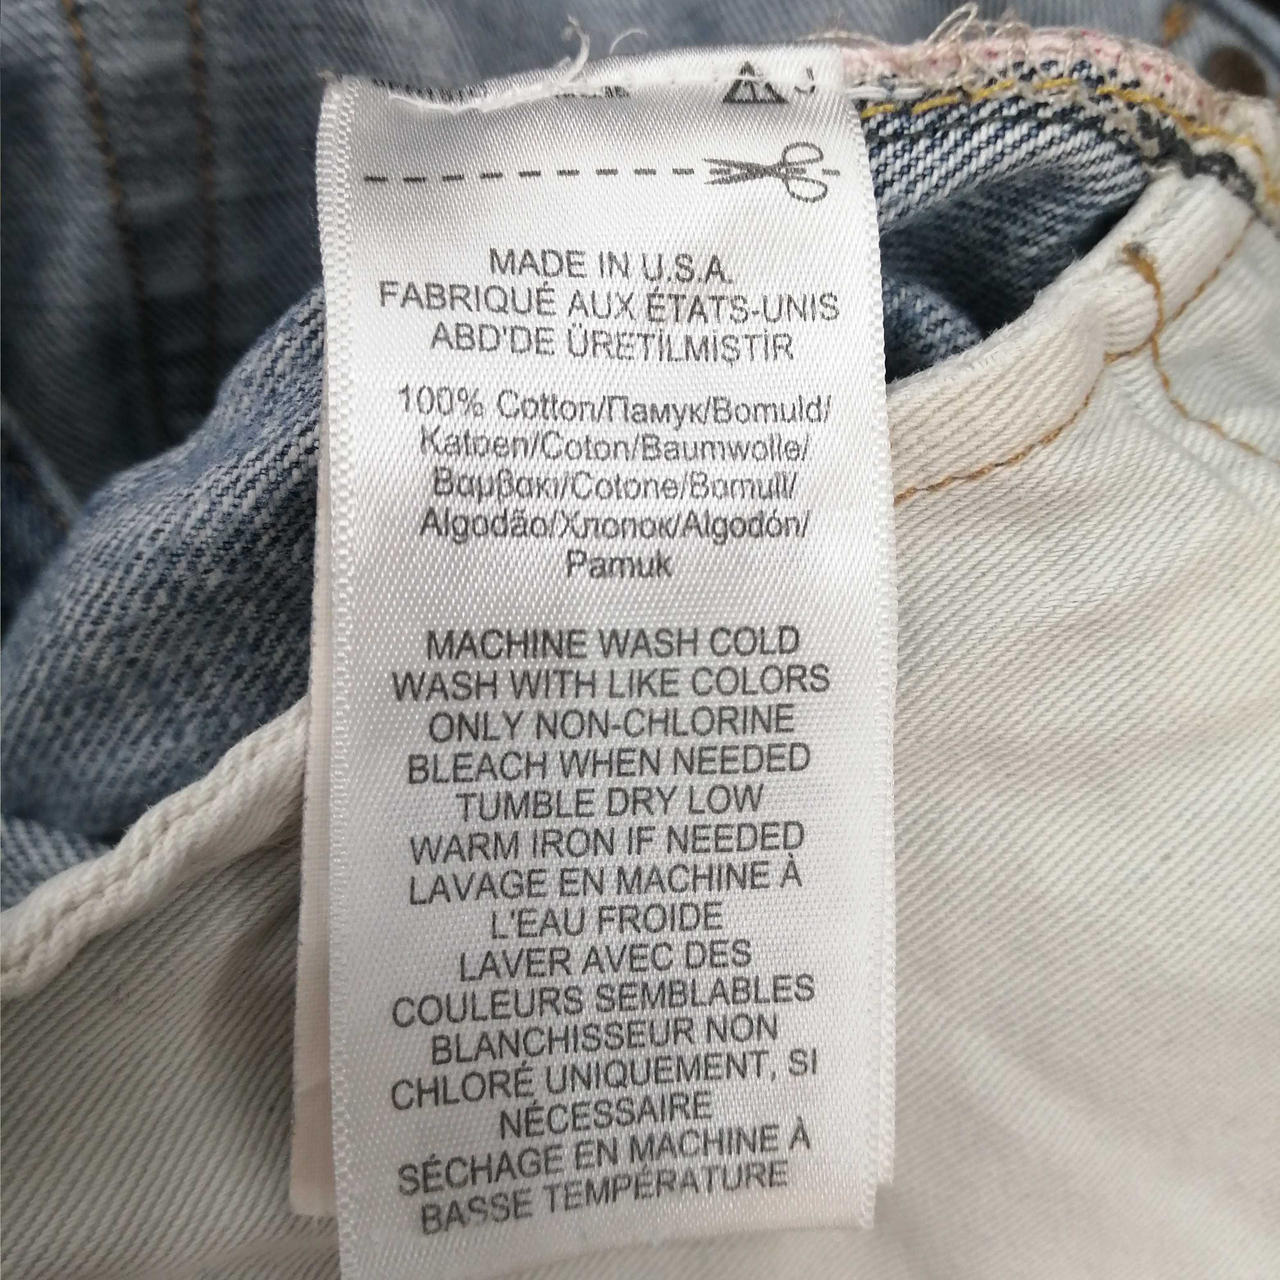 MADE IN U.S.A.
FABRIQUÉ AUX ÉTATS-UNIS
ABD'DE ÜRETİLMİŞTİR
100% Cotton/Памук/Bomuld/
Katoen/Coton/Baumwolle/
Βαμβακι/Cotone/Bomull/
Algodão/Хлопок/Algodón/
Pamuk
MACHINE WASH COLD
WASH WITH LIKE COLORS
ONLY NON-CHLORINE
BLEACH WHEN NEEDED
TUMBLE DRY LOW
WARM IRON IF NEEDED
LAVAGE EN MACHINE À
L'EAU FROIDE
LAVER AVEC DES
COULEURS SEMBLABLES
BLANCHISSEUR NON
CHLORÉ UNIQUEMENT, SI
NÉCESSAIRE
SÉCHAGE EN MACHINE À
BASSE TEMPÉRATURE